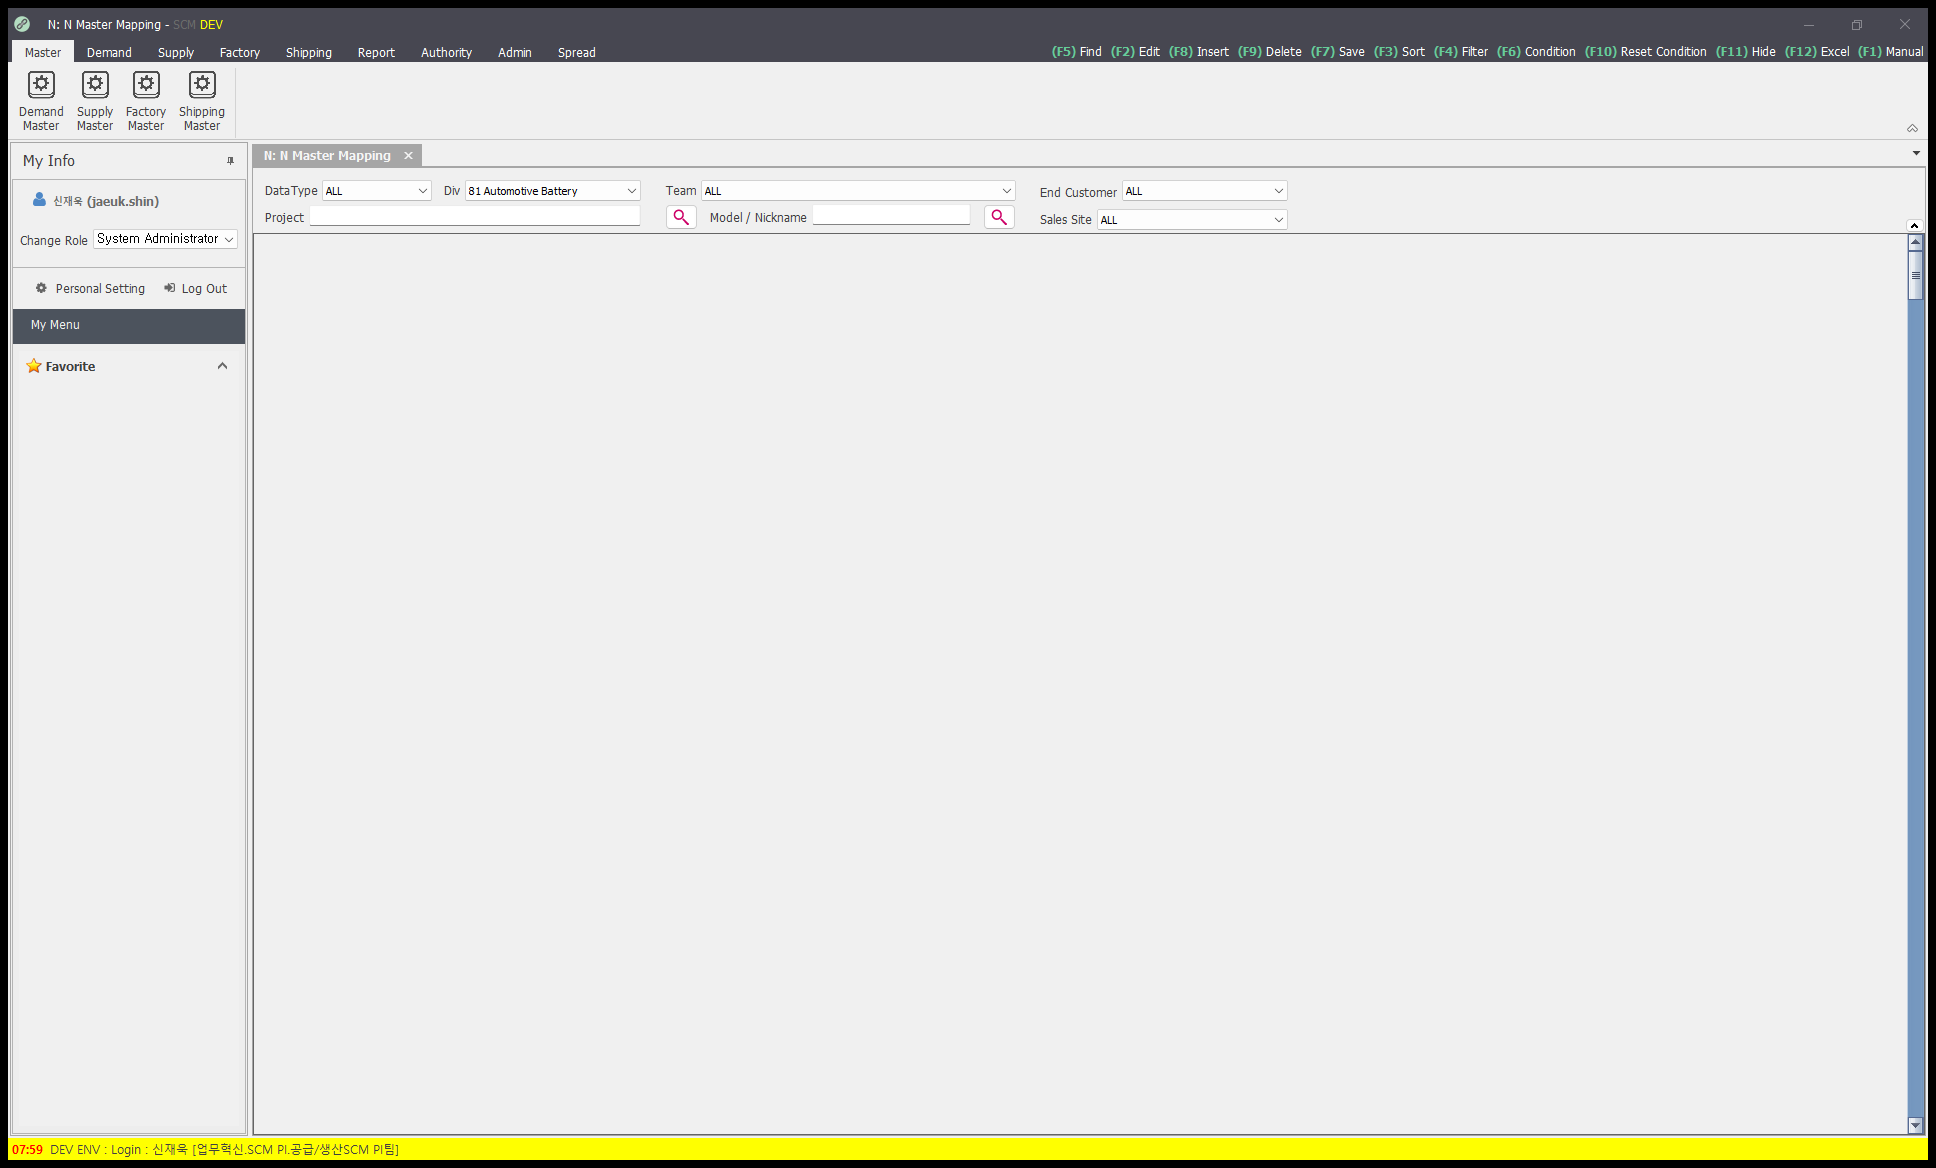 N: N Master Mapping - SCM DEV
Master Demand Supply Factory Shipping Report Authority Admin Spread
(F5) Find (F2) Edit (F8) Insert (F9) Delete (F7) Save (F3) Sort (F4) Filter (F6) Condition (F10) Reset Condition (F11) Hide (F12) Excel (F1) Manual
Demand Master
Supply Master
Factory Master
Shipping Master
My Info
신재욱 (jaeuk.shin)
Change Role System Administrator
Personal Setting Log Out
My Menu
Favorite
N: N Master Mapping
DataType ALL Div 81 Automotive Battery Team ALL End Customer ALL
Project Model / Nickname Sales Site ALL
07:59 DEV ENV : Login : 신재욱 [업무혁신.SCM PI.공급/생산SCM PI팀]